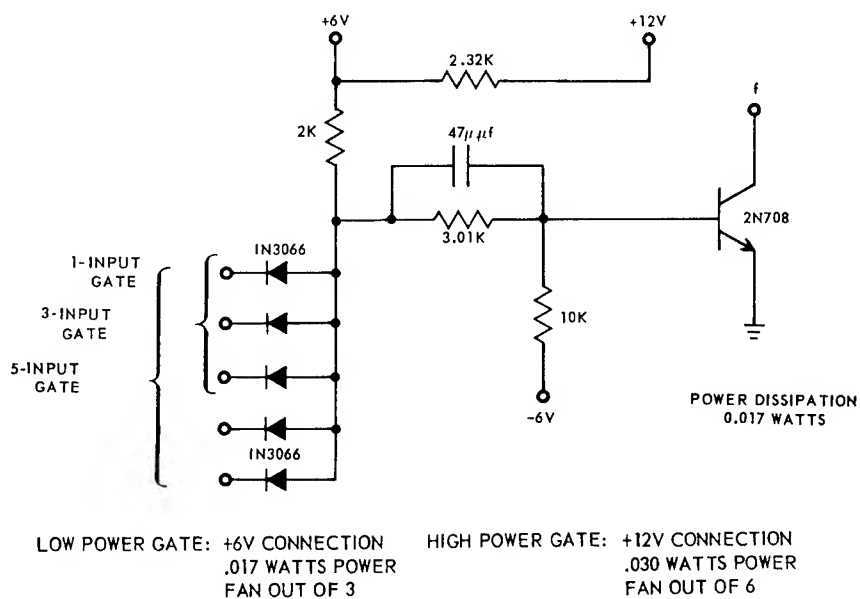 +6V
+12V
2.32K
f
2K
47μμf
2N708
3.01K
1N3066
1-INPUT
GATE
3-INPUT
GATE
10K
5-INPUT
GATE
-6V
POWER DISSIPATION
0.017 WATTS
1N3066
LOW POWER GATE: +6V CONNECTION
.017 WATTS POWER
FAN OUT OF 3
HIGH POWER GATE: +12V CONNECTION
.030 WATTS POWER
FAN OUT OF 6